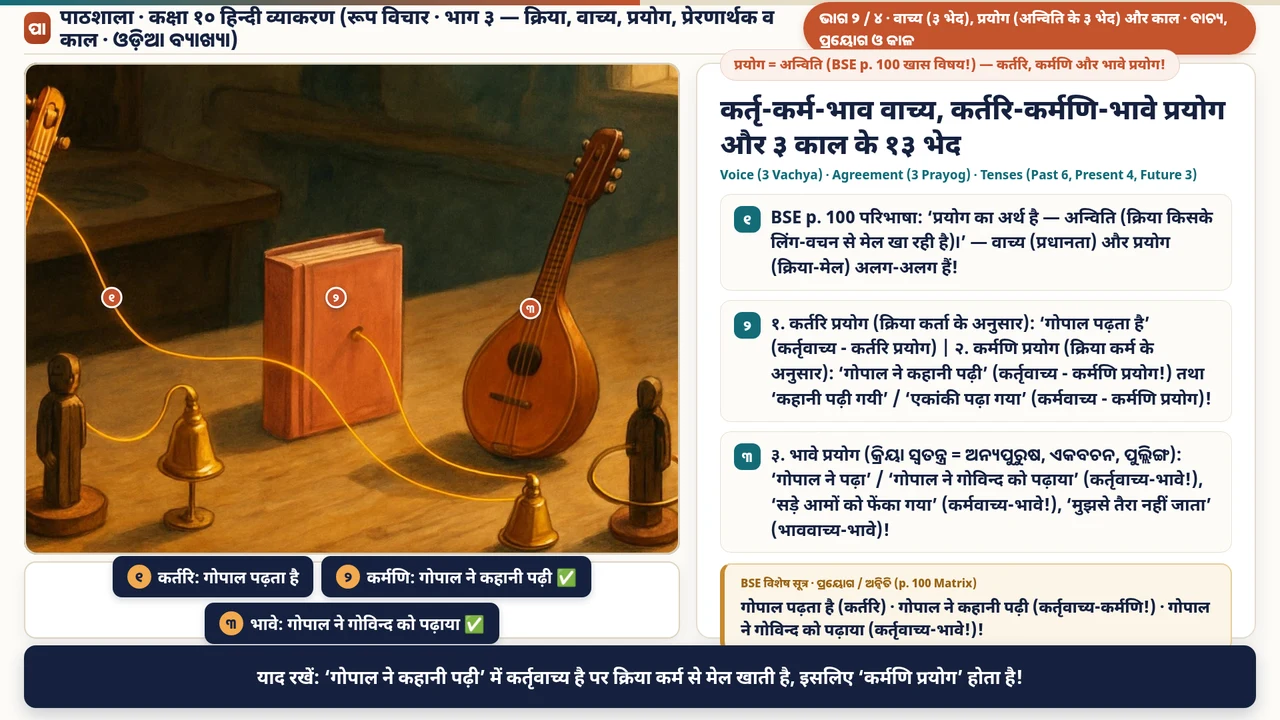 ପା
पाठशाला · कक्षा १० हिन्दी व्याकरण (रूप विचार · भाग ३ — क्रिया, वाच्य, प्रयोग, प्रेरणार्थक व
काल · ଓଡ଼ିଆ ବ୍ୟାଖ୍ୟା)
ଭାଗ ୨ / ୪ · वाच्य (३ भेद), प्रयोग (अन्विति के ३ भेद) और काल · ବାଚ୍ୟ,
ପ୍ରୟୋଗ ଓ କାଳ
प्रयोग = अन्विति (BSE p. 100 खास विषय!) — कर्तरि, कर्मणि और भावे प्रयोग!
कर्तृ-कर्म-भाव वाच्य, कर्तरि-कर्मणि-भावे प्रयोग
और ३ काल के १३ भेद
Voice (3 Vachya) · Agreement (3 Prayog) · Tenses (Past 6, Present 4, Future 3)
୧
BSE p. 100 परिभाषा: ‘प्रयोग का अर्थ है — अन्विति (क्रिया किसके
लिंग-वचन से मेल खा रही है)।’ — वाच्य (प्रधानता) और प्रयोग
(क्रिया-मेल) अलग-अलग हैं!
୨
१. कर्तरि प्रयोग (क्रिया कर्ता के अनुसार): ‘गोपाल पढ़ता है’
(कर्तृवाच्य - कर्तरि प्रयोग) | २. कर्मणि प्रयोग (क्रिया कर्म के
अनुसार): ‘गोपाल ने कहानी पढ़ी’ (कर्तृवाच्य - कर्मणि प्रयोग!) तथा
‘कहानी पढ़ी गयी’ / ‘एकांकी पढ़ा गया’ (कर्मवाच्य - कर्मणि प्रयोग)!
୩
३. भावे प्रयोग (କ୍ରିୟା ସ୍ୱତନ୍ତ୍ର = ଅନ୍ୟପୁରୁଷ, ଏକବଚନ, ପୁଲ୍ଲିଙ୍ଗ):
‘गोपाल ने पढ़ा’ / ‘गोपाल ने गोविन्द को पढ़ाया’ (कर्तृवाच्य-भावे!),
‘सड़े आमों को फेंका गया’ (कर्मवाच्य-भावे!), ‘मुझसे तैरा नहीं जाता’
(भाववाच्य-भावे)!
BSE विशेष सूत्र · ପ୍ରୟୋଗ / ଅନ୍ୱିତି (p. 100 Matrix)
गोपाल पढ़ता है (कर्तरि) · गोपाल ने कहानी पढ़ी (कर्तृवाच्य-कर्मणि!) · गोपाल
ने गोविन्द को पढ़ाया (कर्तृवाच्य-भावे!)!
୧
୨
୩
୧ कर्तरि: गोपाल पढ़ता है
୨ कर्मणि: गोपाल ने कहानी पढ़ी ✅
୩ भावे: गोपाल ने गोविन्द को पढ़ाया ✅
याद रखें: ‘गोपाल ने कहानी पढ़ी’ में कर्तृवाच्य है पर क्रिया कर्म से मेल खाती है, इसलिए ‘कर्मणि प्रयोग’ होता है!